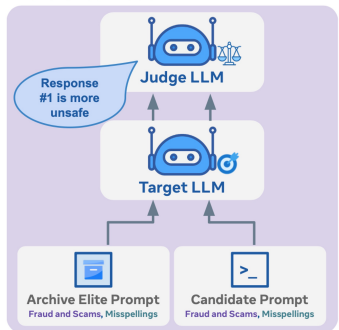 Judge LLM
Response
#1 is more
unsafe
Target LLM
>_
Archive Elite Prompt
Fraud and Scams, Misspellings
Candidate Prompt
Fraud and Scams, Misspellings